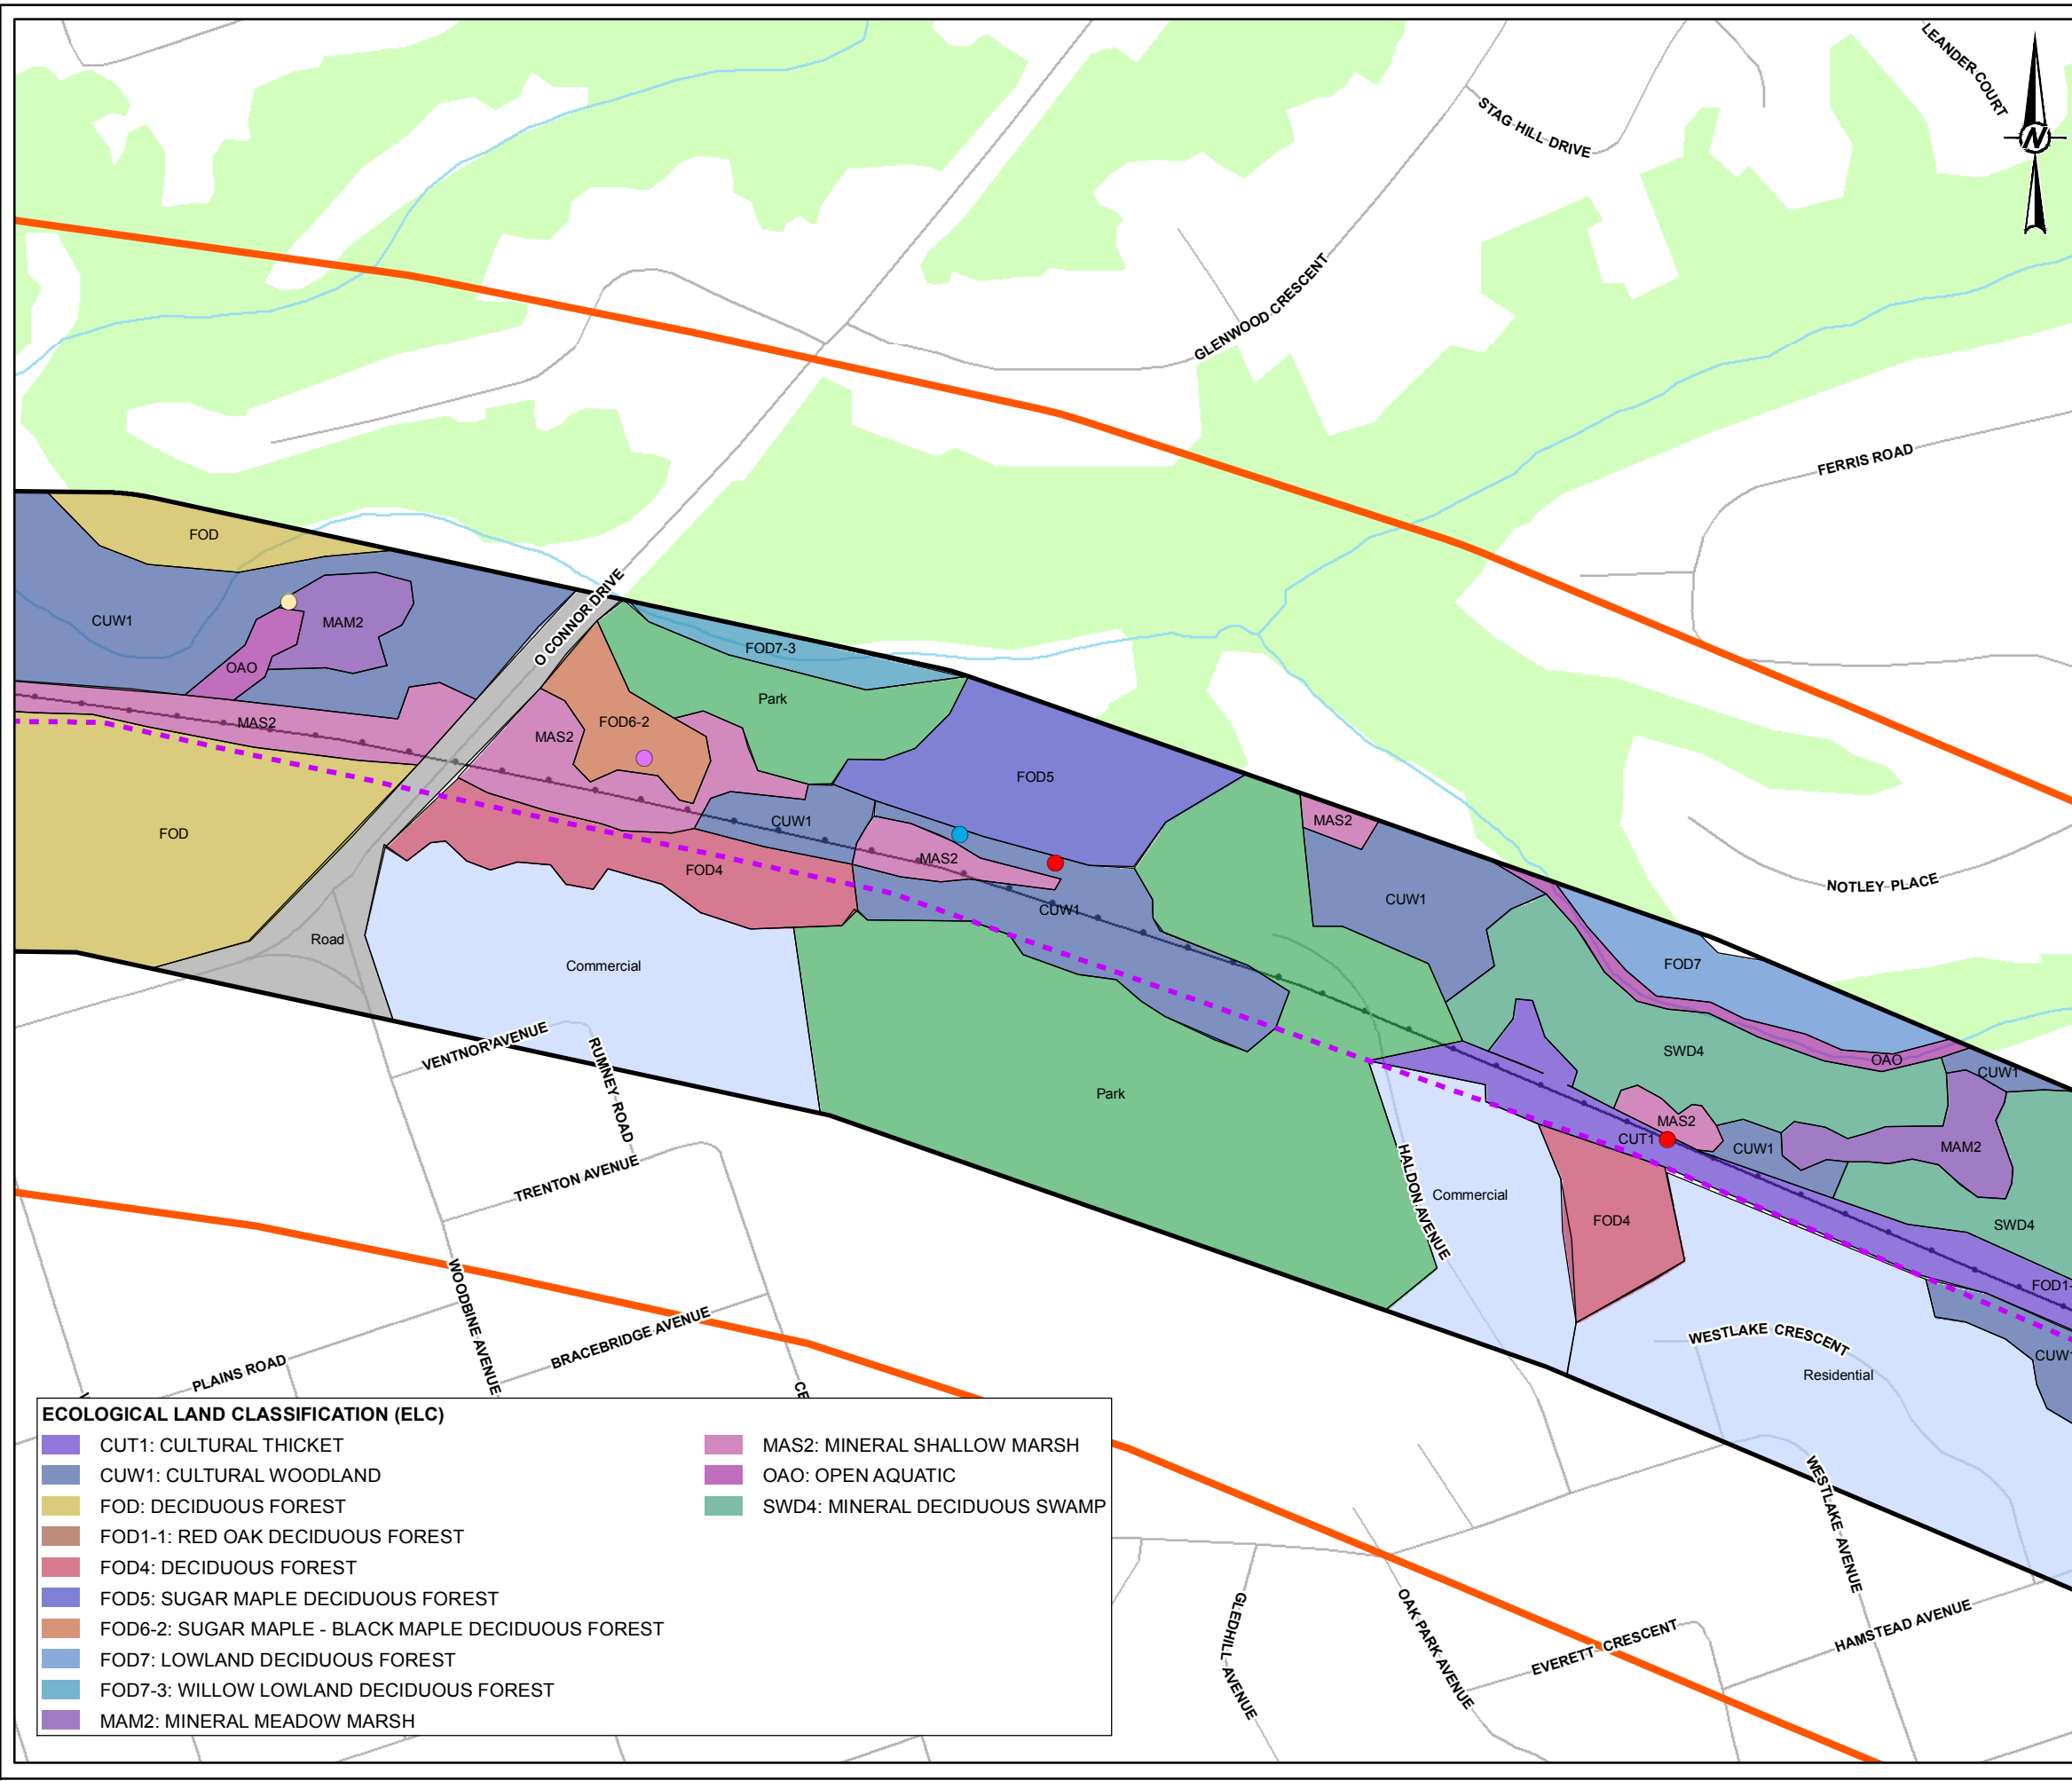 LEANDER COURT
N
STAG HILL DRIVE
GLENWOOD CRESCENT
FERRIS ROAD
FOD
O CONNOR DRIVE
CUW1
MAM2
OAO
FOD7-3
Park
MAS2
FOD6-2
MAS2
FOD5
CUW1
MAS2
MAS2
FOD
FOD4
CUW1
CUW1
NOTLEY PLACE
Road
Commercial
FOD7
SWD4
OAO
CUW1
VENTNOR AVENUE
RUMNEY ROAD
Park
MAS2
CUT1
CUW1
MAM2
TRENTON AVENUE
HALDON AVENUE
Commercial
FOD4
SWD4
FOD1-
WOODBINE AVENUE
BRACEBRIDGE AVENUE
WESTLAKE CRESCENT
CUW1
PLAINS ROAD
Residential
CE
ECOLOGICAL LAND CLASSIFICATION (ELC)
CUT1: CULTURAL THICKET
CUW1: CULTURAL WOODLAND
FOD: DECIDUOUS FOREST
FOD1-1: RED OAK DECIDUOUS FOREST
FOD4: DECIDUOUS FOREST
FOD5: SUGAR MAPLE DECIDUOUS FOREST
FOD6-2: SUGAR MAPLE - BLACK MAPLE DECIDUOUS FOREST
FOD7: LOWLAND DECIDUOUS FOREST
FOD7-3: WILLOW LOWLAND DECIDUOUS FOREST
MAM2: MINERAL MEADOW MARSH
MAS2: MINERAL SHALLOW MARSH
OAO: OPEN AQUATIC
SWD4: MINERAL DECIDUOUS SWAMP
WESTLAKE AVENUE
GLEDHILL AVENUE
OAK PARK AVENUE
EVERETT CRESCENT
HAMSTEAD AVENUE